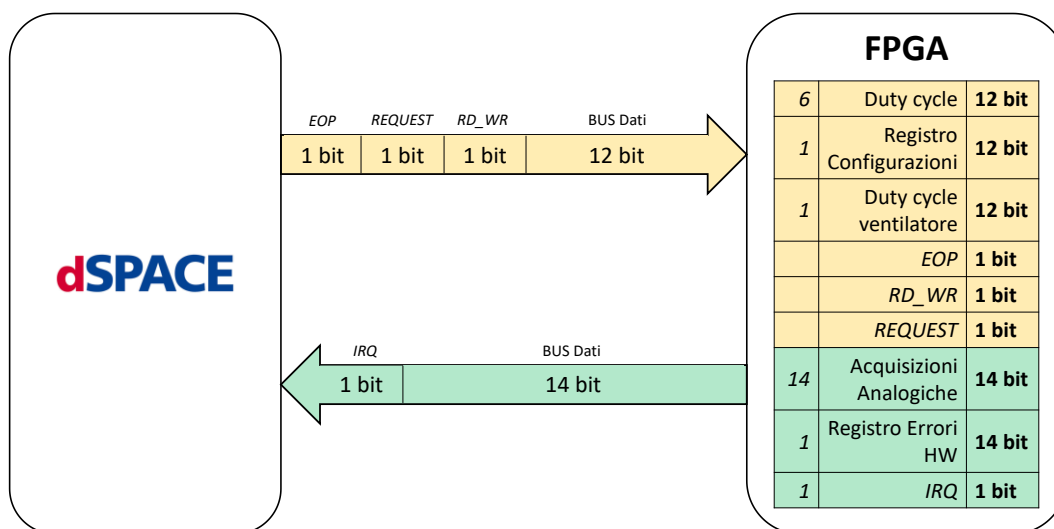 FPGA
EOP REQUEST RD_WR BUS Dati
1 bit 1 bit 1 bit 12 bit
dSPACE
IRQ BUS Dati
1 bit 14 bit
6 Duty cycle 12 bit
1 Registro Configurazioni 12 bit
1 Duty cycle ventilatore 12 bit
EOP 1 bit
RD_WR 1 bit
REQUEST 1 bit
14 Acquisizioni Analogiche 14 bit
1 Registro Errori HW 14 bit
1 IRQ 1 bit